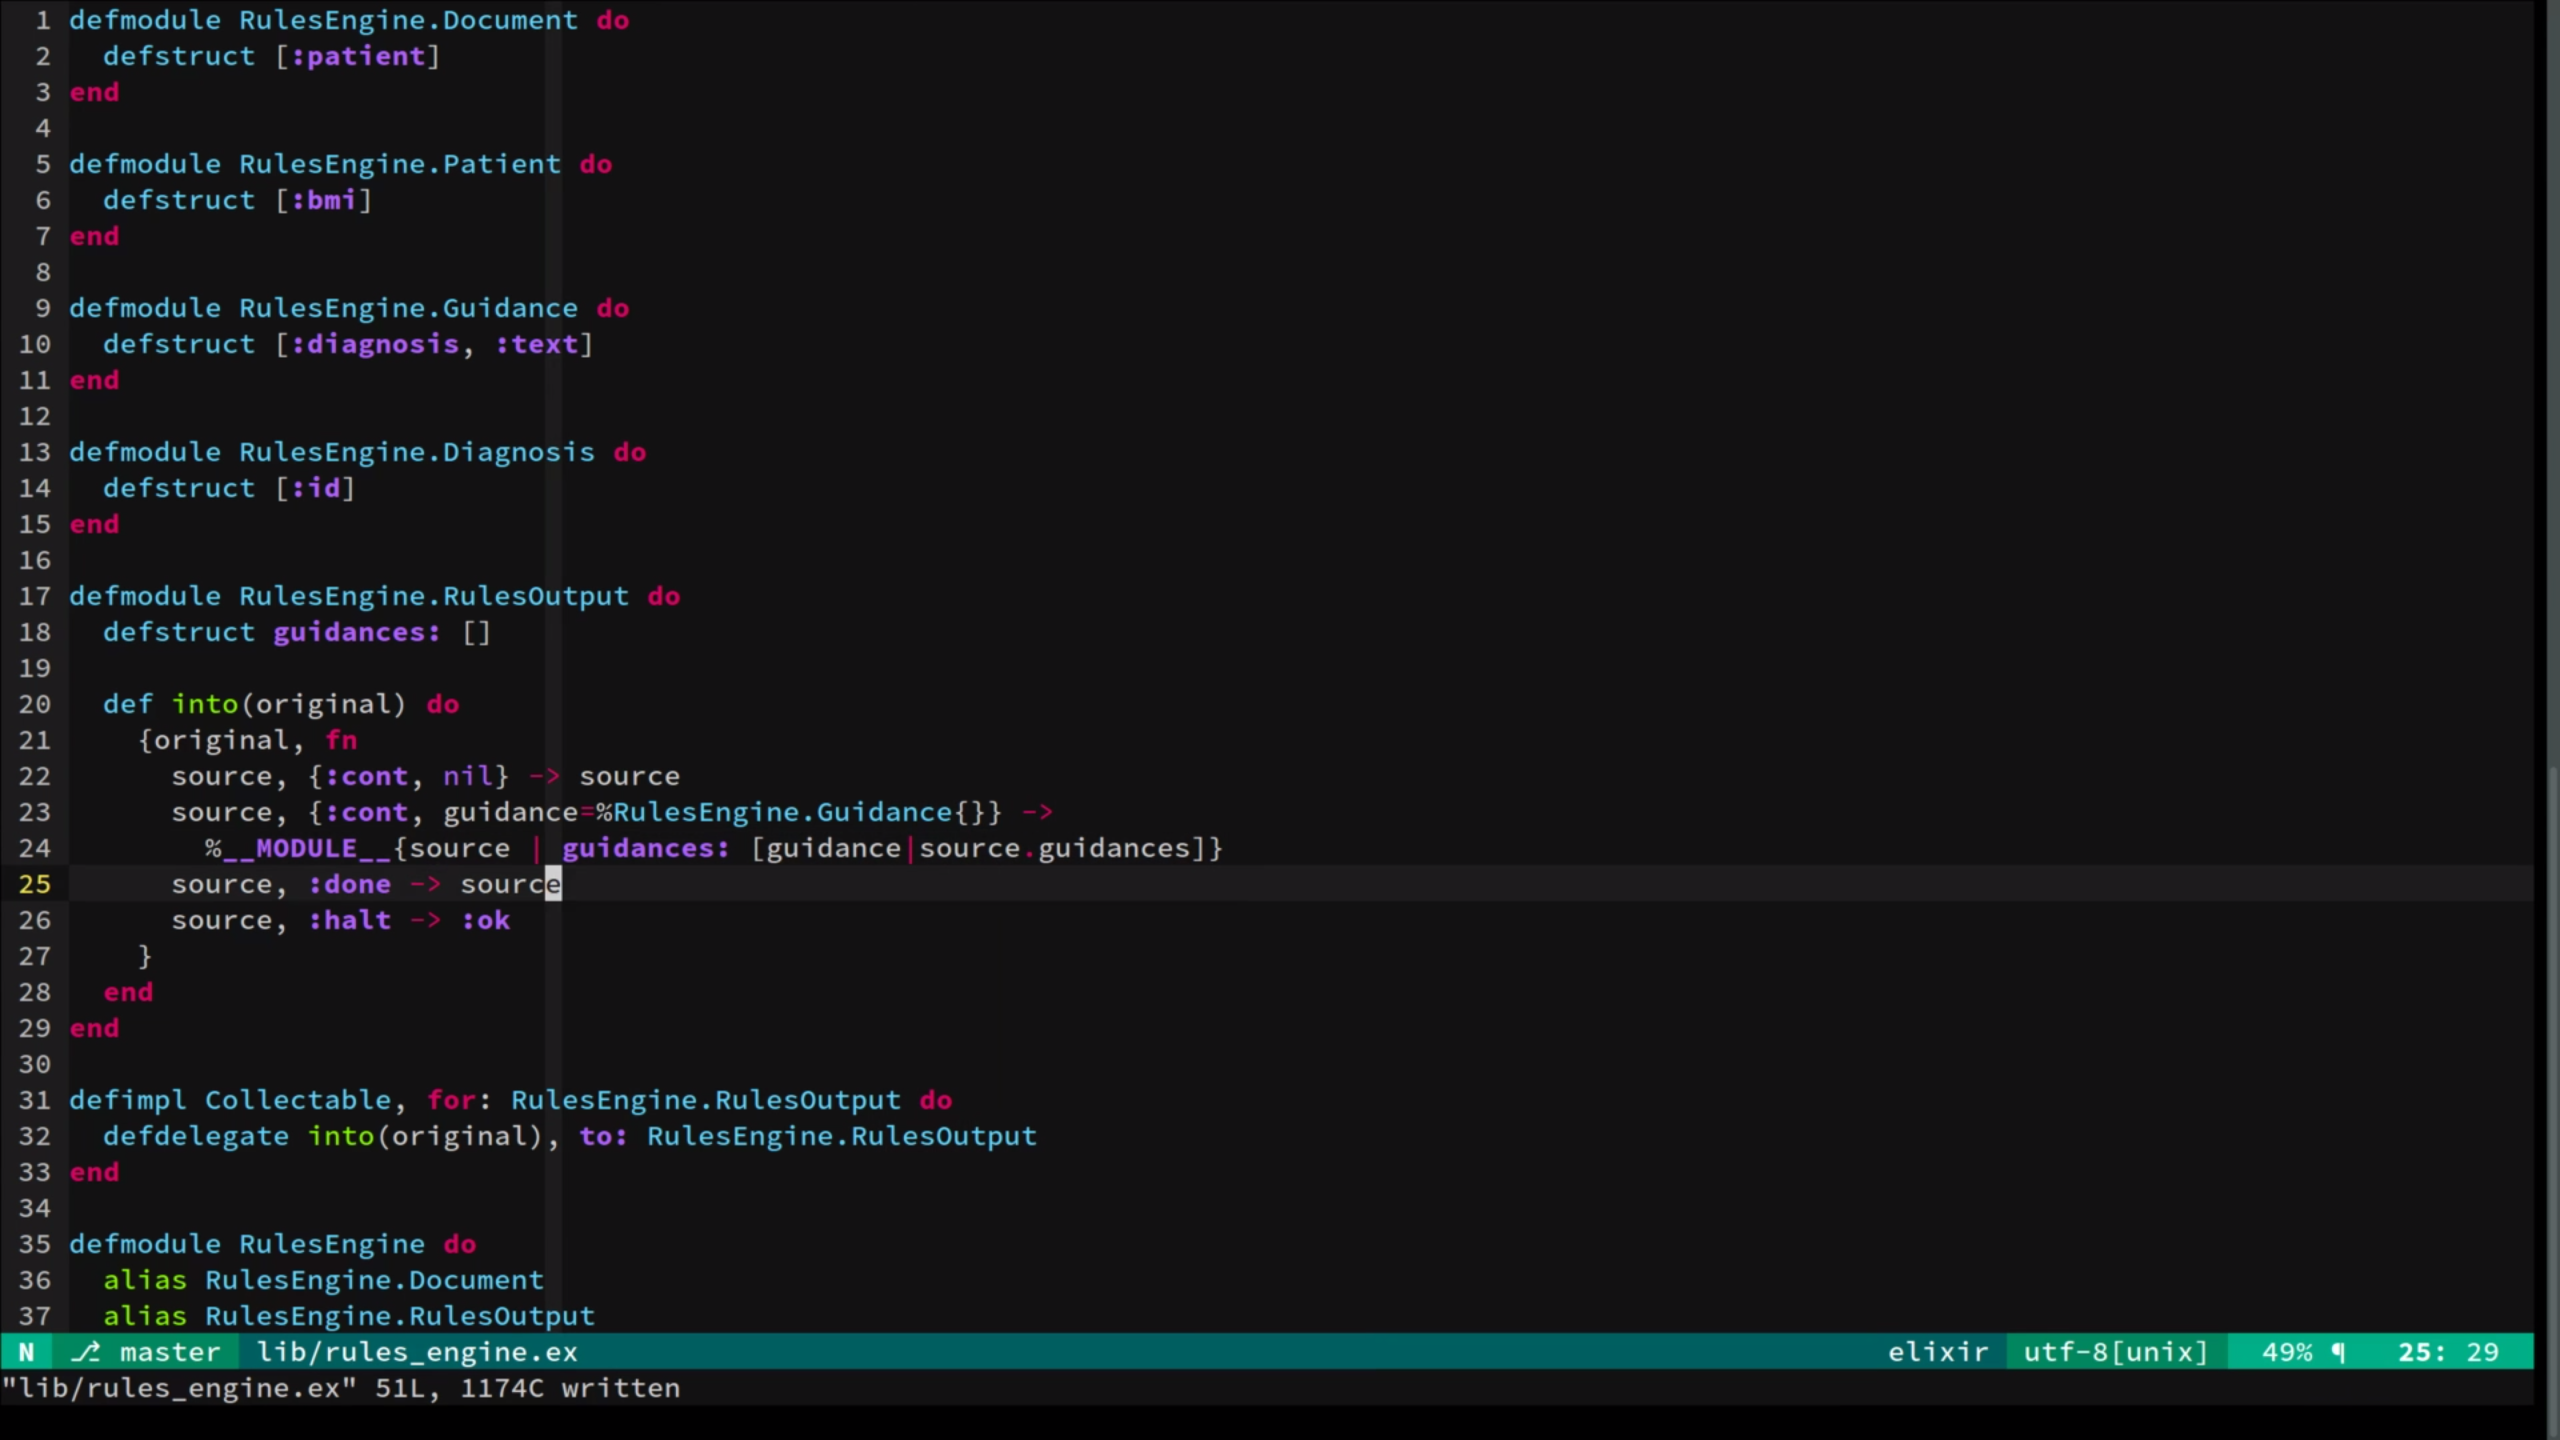 1 defmodule RulesEngine.Document do
2   defstruct [:patient]
3 end
4
5 defmodule RulesEngine.Patient do
6   defstruct [:bmi]
7 end
8
9 defmodule RulesEngine.Guidance do
10   defstruct [:diagnosis, :text]
11 end
12
13 defmodule RulesEngine.Diagnosis do
14   defstruct [:id]
15 end
16
17 defmodule RulesEngine.RulesOutput do
18   defstruct guidances: []
19
20   def into(original) do
21     {original, fn
22       source, {:cont, nil} -> source
23       source, {:cont, guidance=%RulesEngine.Guidance{}} ->
24         %__MODULE__{source | guidances: [guidance|source.guidances]}
25       source, :done -> source
26       source, :halt -> :ok
27     }
28   end
29 end
30
31 defimpl Collectable, for: RulesEngine.RulesOutput do
32   defdelegate into(original), to: RulesEngine.RulesOutput
33 end
34
35 defmodule RulesEngine do
36   alias RulesEngine.Document
37   alias RulesEngine.RulesOutput
N ⎇ master lib/rules_engine.ex elixir utf-8[unix] 49% ¶ 25: 29
"lib/rules_engine.ex" 51L, 1174C written